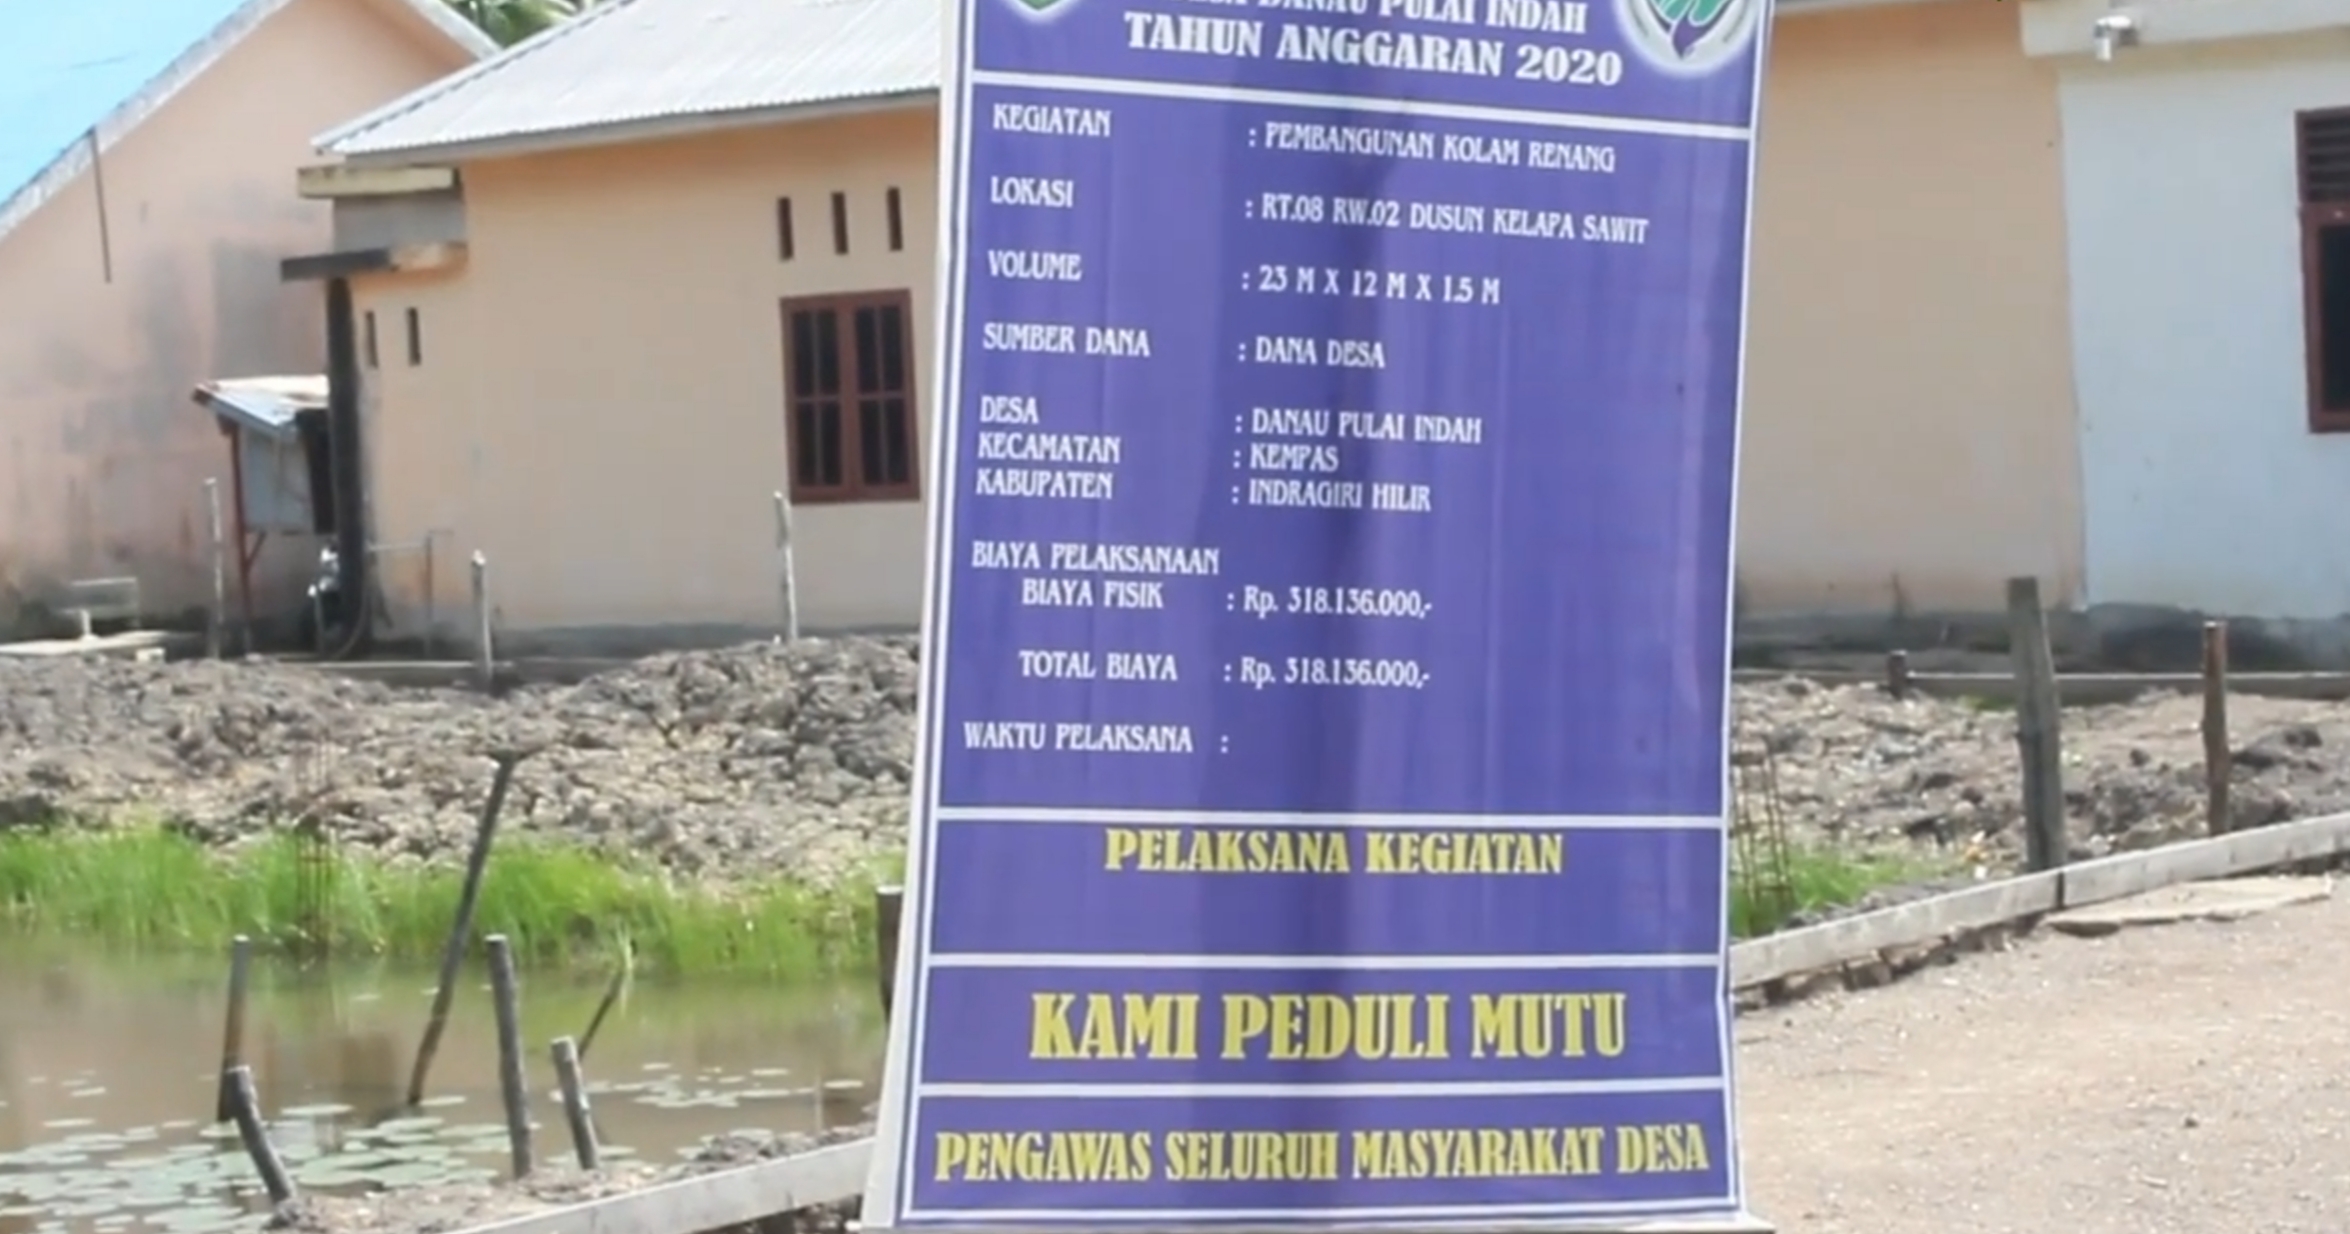 DANAU PULAI INDAH
TAHUN ANGGARAN 2020
KEGIATAN : PEMBANGUNAN KOLAM RENANG
LOKASI : RT.08 RW.02 DUSUN KELAPA SAWIT
VOLUME : 23 M X 12 M X 1.5 M
SUMBER DANA : DANA DESA
DESA : DANAU PULAI INDAH
KECAMATAN : KEMPAS
KABUPATEN : INDRAGIRI HILIR
BIAYA PELAKSANAAN
BIAYA FISIK : Rp. 318.136.000,-
TOTAL BIAYA : Rp. 318.136.000,-
WAKTU PELAKSANA :
PELAKSANA KEGIATAN
KAMI PEDULI MUTU
PENGAWAS SELURUH MASYARAKAT DESA